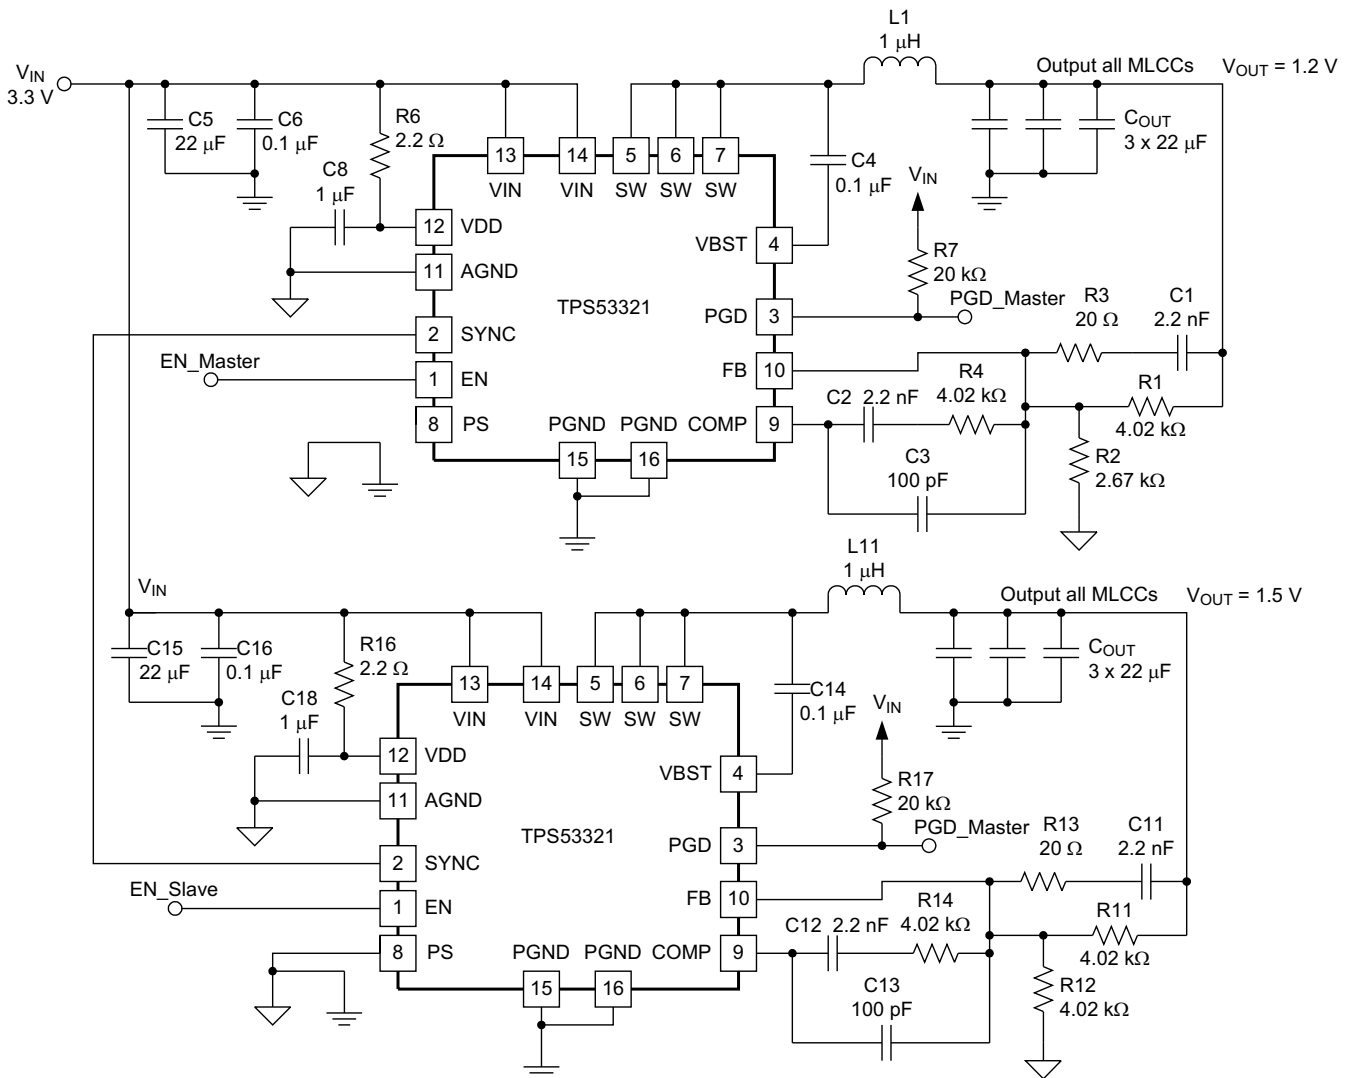 L1
1 μH
VIN
3.3 V
Output all MLCCs
VOUT = 1.2 V
C5
22 μF
C6
0.1 μF
R6
2.2 Ω
C8
1 μF
13
VIN
14
VIN
5
SW
6
SW
7
SW
C4
0.1 μF
COUT
3 x 22 μF
VIN
12
VDD
VBST
4
R7
20 kΩ
11
AGND
TPS53321
PGD
3
PGD_Master
R3
20 Ω
C1
2.2 nF
2
SYNC
EN_Master
1
EN
FB
10
R4
4.02 kΩ
C2
2.2 nF
R1
4.02 kΩ
8
PS
PGND
PGND
COMP
9
15
16
C3
100 pF
R2
2.67 kΩ
L11
1 μH
VIN
Output all MLCCs
VOUT = 1.5 V
C15
22 μF
C16
0.1 μF
R16
2.2 Ω
C18
1 μF
13
VIN
14
VIN
5
SW
6
SW
7
SW
C14
0.1 μF
COUT
3 x 22 μF
VIN
12
VDD
VBST
4
R17
20 kΩ
11
AGND
TPS53321
PGD
3
PGD_Master
R13
20 Ω
C11
2.2 nF
2
SYNC
EN_Slave
1
EN
FB
10
R14
4.02 kΩ
C12
2.2 nF
R11
4.02 kΩ
8
PS
PGND
PGND
COMP
9
15
16
C13
100 pF
R12
4.02 kΩ